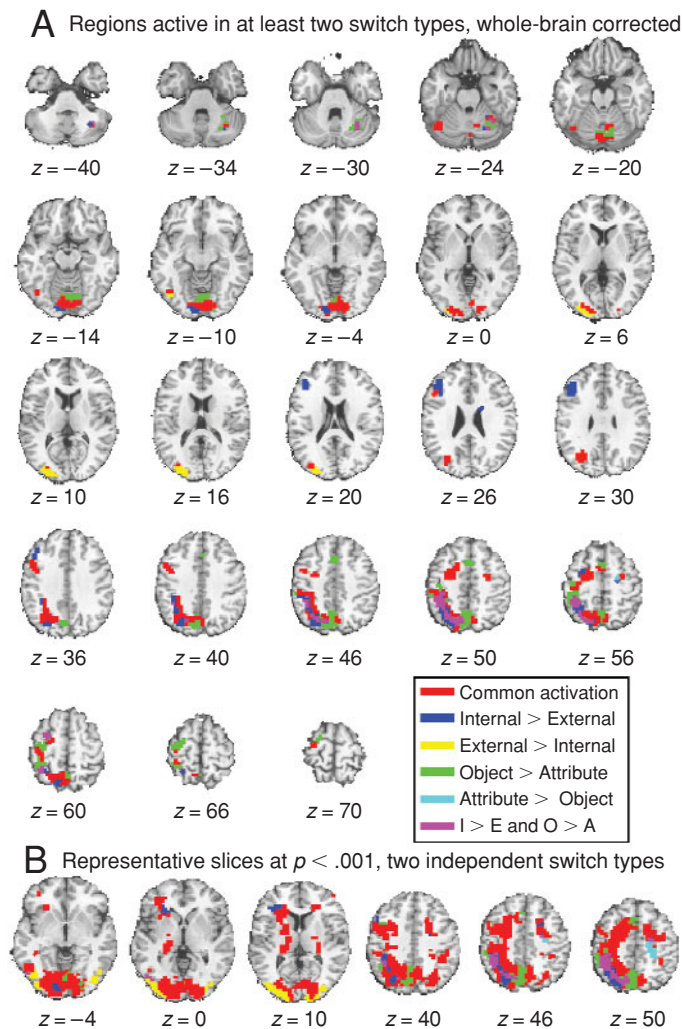 A Regions active in at least two switch types, whole-brain corrected
z = −40 z = −34 z = −30 z = −24 z = −20
z = −14 z = −10 z = −4 z = 0 z = 6
z = 10 z = 16 z = 20 z = 26 z = 30
z = 36 z = 40 z = 46 z = 50 z = 56
Common activation
Internal > External
External > Internal
Object > Attribute
Attribute > Object
I > E and O > A
z = 60 z = 66 z = 70
B Representative slices at p < .001, two independent switch types
z = −4 z = 0 z = 10 z = 40 z = 46 z = 50